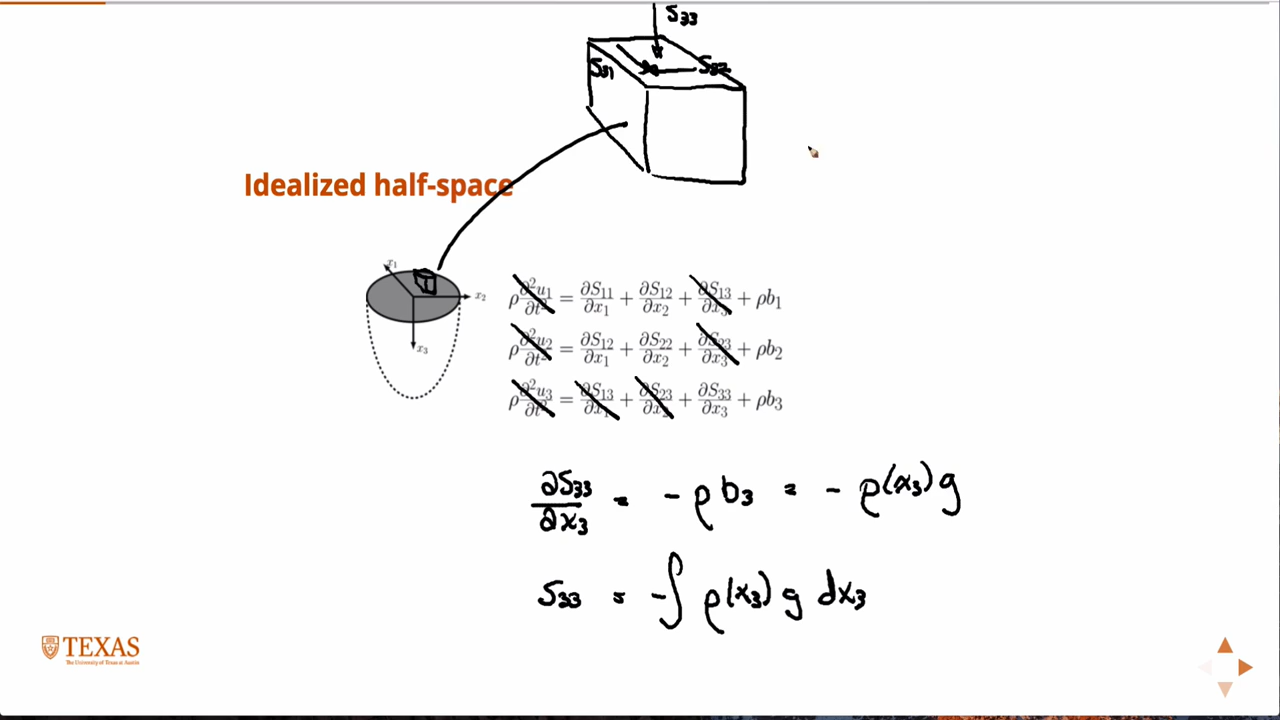 S33
S31 S32
Idealized half-space
x₁
x₂
x₃
ρ ∂²u₁/∂t² = ∂S₁₁/∂x₁ + ∂S₁₂/∂x₂ + ∂S₁₃/∂x₃ + ρb₁
ρ ∂²u₂/∂t² = ∂S₁₂/∂x₁ + ∂S₂₂/∂x₂ + ∂S₂₃/∂x₃ + ρb₂
ρ ∂²u₃/∂t² = ∂S₁₃/∂x₁ + ∂S₂₃/∂x₂ + ∂S₃₃/∂x₃ + ρb₃
∂S₃₃/∂x₃ = - ρ b₃ = - ρ(x₃) g
S₃₃ = -∫ ρ(x₃) g dx₃
TEXAS
The University of Texas at Austin